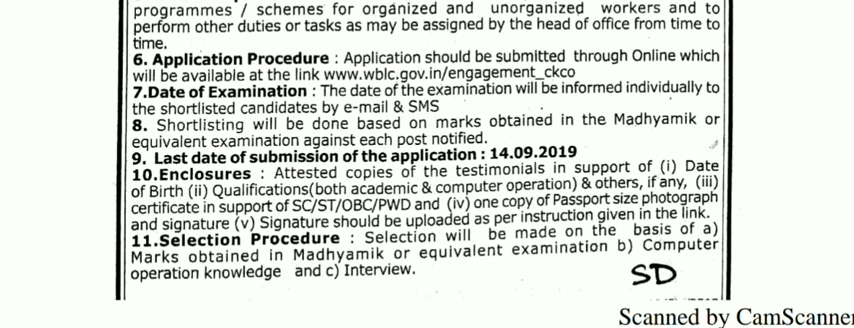 programmes / schemes for organized and unorganized workers and to
perform other duties or tasks as may be assigned by the head of office from time to
time.
6. Application Procedure : Application should be submitted through Online which
will be available at the link www.wblc.gov.in/engagement_ckco
7.Date of Examination : The date of the examination will be informed individually to
the shortlisted candidates by e-mail & SMS
8. Shortlisting will be done based on marks obtained in the Madhyamik or
equivalent examination against each post notified.
9. Last date of submission of the application : 14.09.2019
10.Enclosures : Attested copies of the testimonials in support of (i) Date
of Birth (ii) Qualifications(both academic & computer operation) & others, if any, (iii)
certificate in support of SC/ST/OBC/PWD and (iv) one copy of Passport size photograph
and signature (v) Signature should be uploaded as per instruction given in the link.
11.Selection Procedure : Selection will be made on the basis of a)
Marks obtained in Madhyamik or equivalent examination b) Computer
operation knowledge and c) Interview.
SD
Scanned by CamScanner